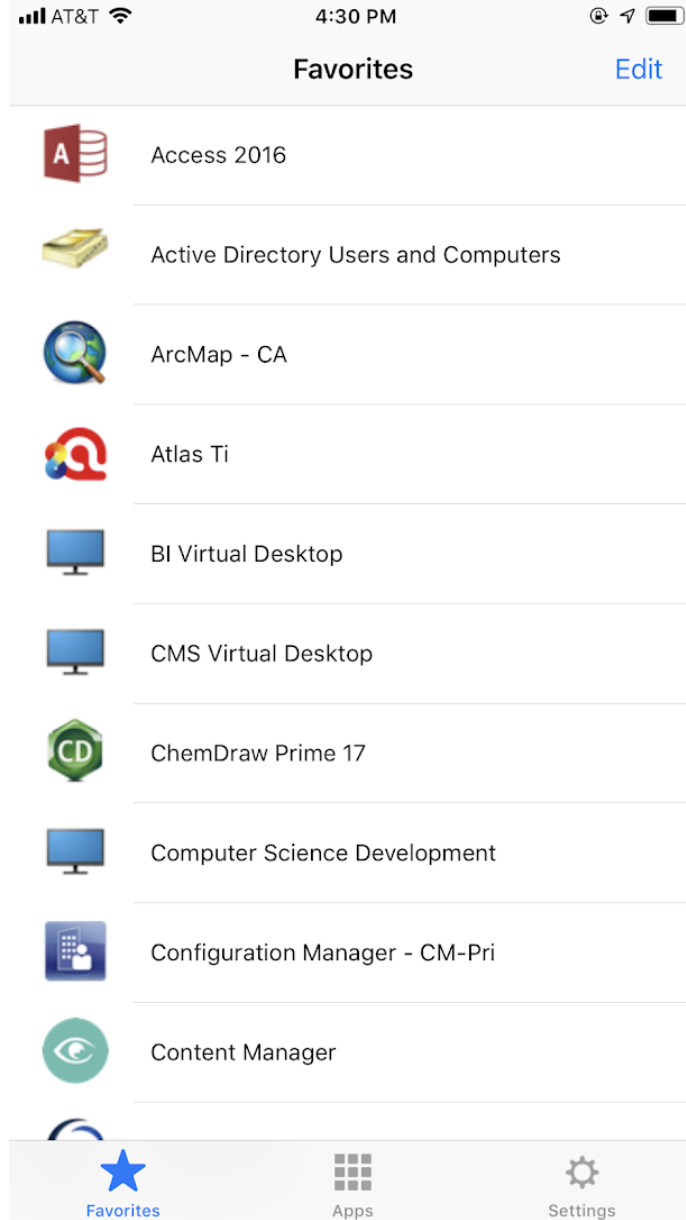 AT&T 4:30 PM
Favorites Edit
A Access 2016
Active Directory Users and Computers
ArcMap - CA
Atlas Ti
BI Virtual Desktop
CMS Virtual Desktop
CD ChemDraw Prime 17
Computer Science Development
Configuration Manager - CM-Pri
Content Manager
Favorites Apps Settings